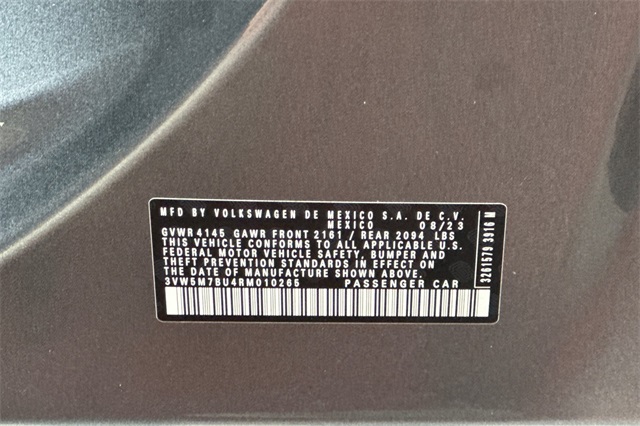 MFD BY VOLKSWAGEN DE MEXICO S.A. DE C.V.
MEXICO 08/23
GVWR 4145 GAWR FRONT 2161 / REAR 2094 LBS
THIS VEHICLE CONFORMS TO ALL APPLICABLE U.S.
FEDERAL MOTOR VEHICLE SAFETY, BUMPER AND
THEFT PREVENTION STANDARDS IN EFFECT ON THE
DATE OF MANUFACTURE SHOWN ABOVE.
3VW5M7BU4RM010265 PASSENGER CAR
3261579 3916 M